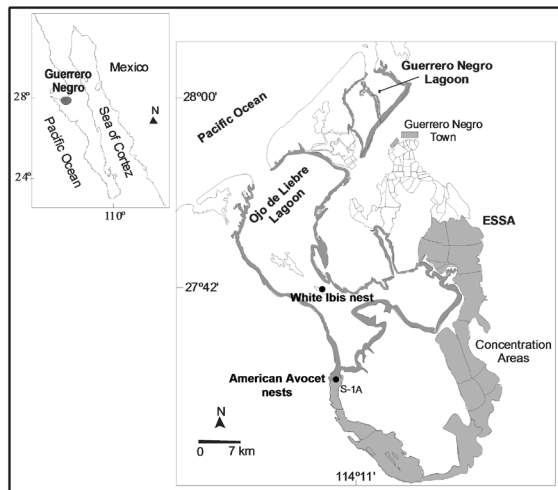 Mexico
Guerrero
Negro
28°
N
Sea of Cortez
Pacific Ocean
24°
110°
Guerrero Negro
Lagoon
28°00'
Pacific Ocean
Guerrero Negro
Town
Ojo de Liebre
Lagoon
ESSA
27°42'
White Ibis nest
Concentration
Areas
American Avocet
nests
S-1A
N
0 7 km
114°11'